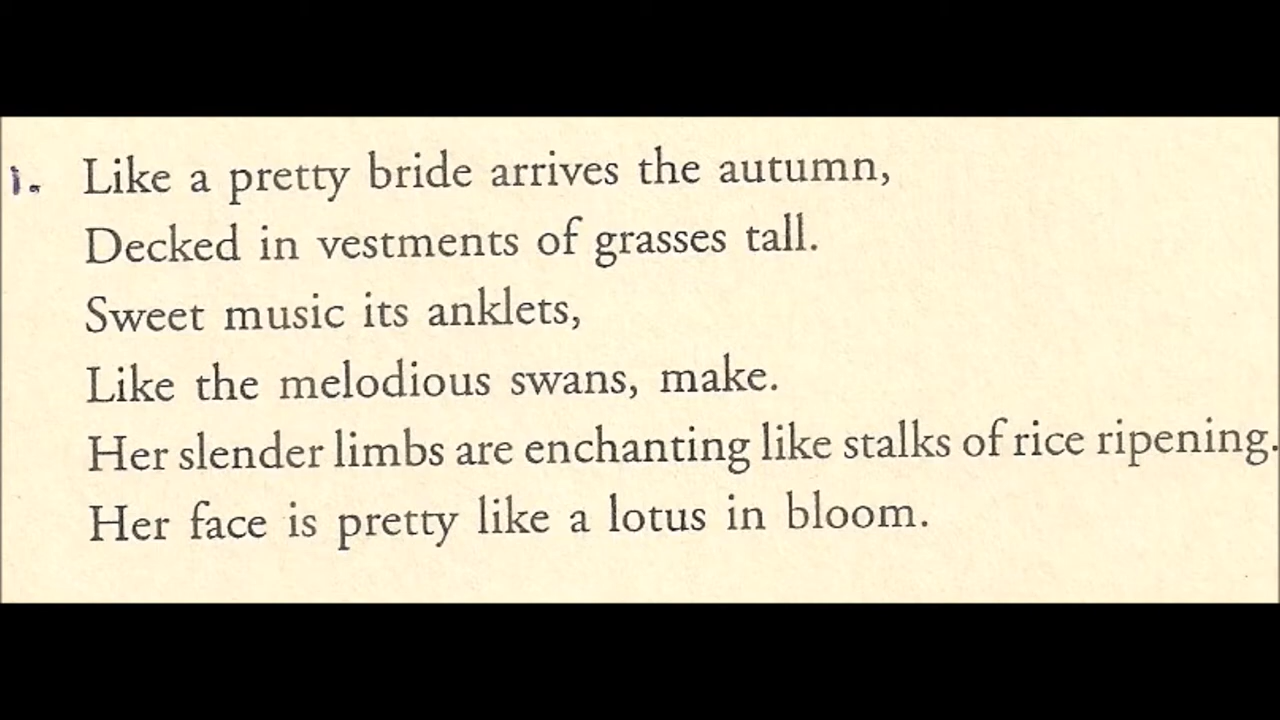 1. Like a pretty bride arrives the autumn,
Decked in vestments of grasses tall.
Sweet music its anklets,
Like the melodious swans, make.
Her slender limbs are enchanting like stalks of rice ripening.
Her face is pretty like a lotus in bloom.